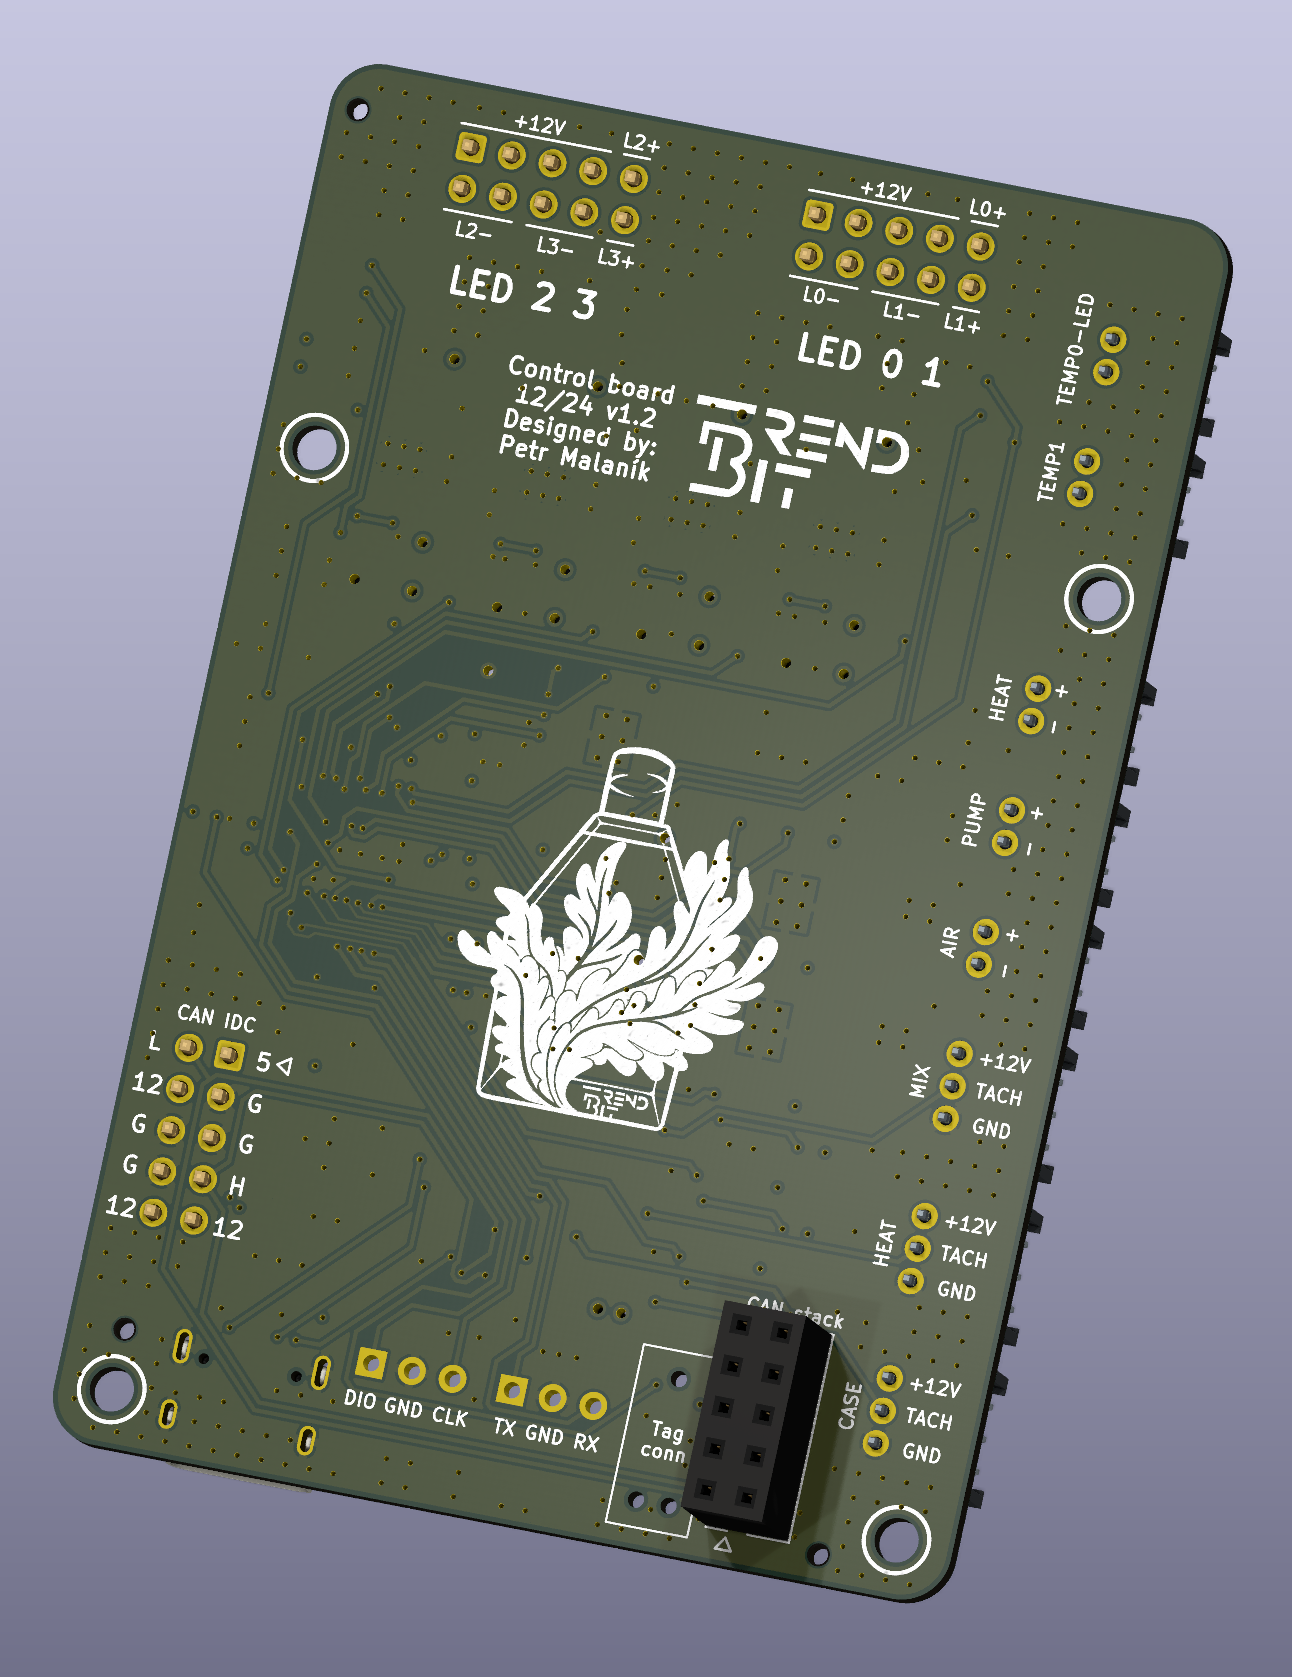 +12V L2+
L2- L3- L3+
LED 2 3
+12V L0+
L0- L1- L1+
LED 0 1
Control board
12/24 v1.2
Designed by:
Petr Malaník
TREND
BIT
TEMP0-LED
TEMP1
HEAT + -
PUMP + -
AIR + -
MIX
+12V
TACH
GND
HEAT
+12V
TACH
GND
CASE
+12V
TACH
GND
CAN IDC
L 5
12 G
G G
G H
12 12
TREND
BIT
DIO GND CLK
TX GND RX
Tag
conn
CAN stack